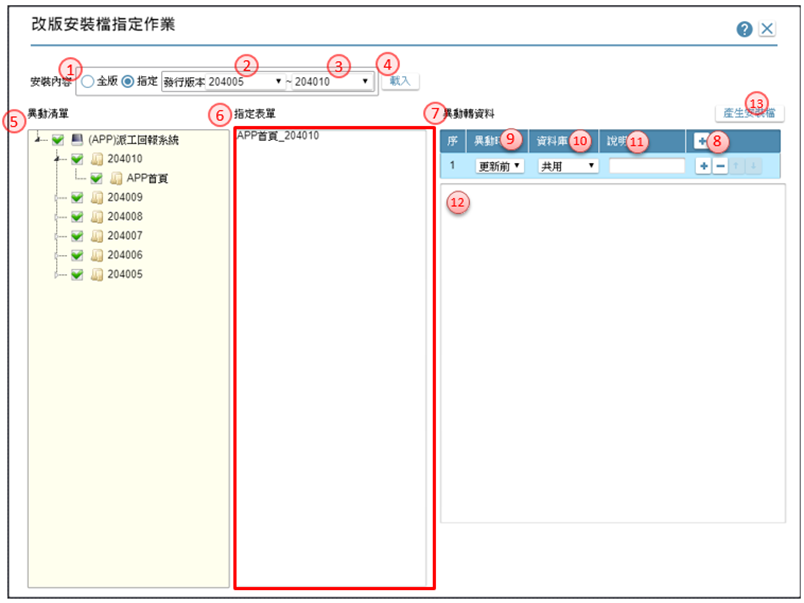 改版安裝檔指定作業
?
安裝內容 1 全版 指定 發行版本 204005 2 ~ 204010 3 4 載入
13
5 異動清單 6 指定表單 7 異動轉資料 產生安裝檔
(APP)派工回報系統
204010
APP首頁
204009
204008
204007
204006
204005
APP首頁_204010
序 異動時 9 資料庫 10 說明 11 8
1 更新前 共用
12